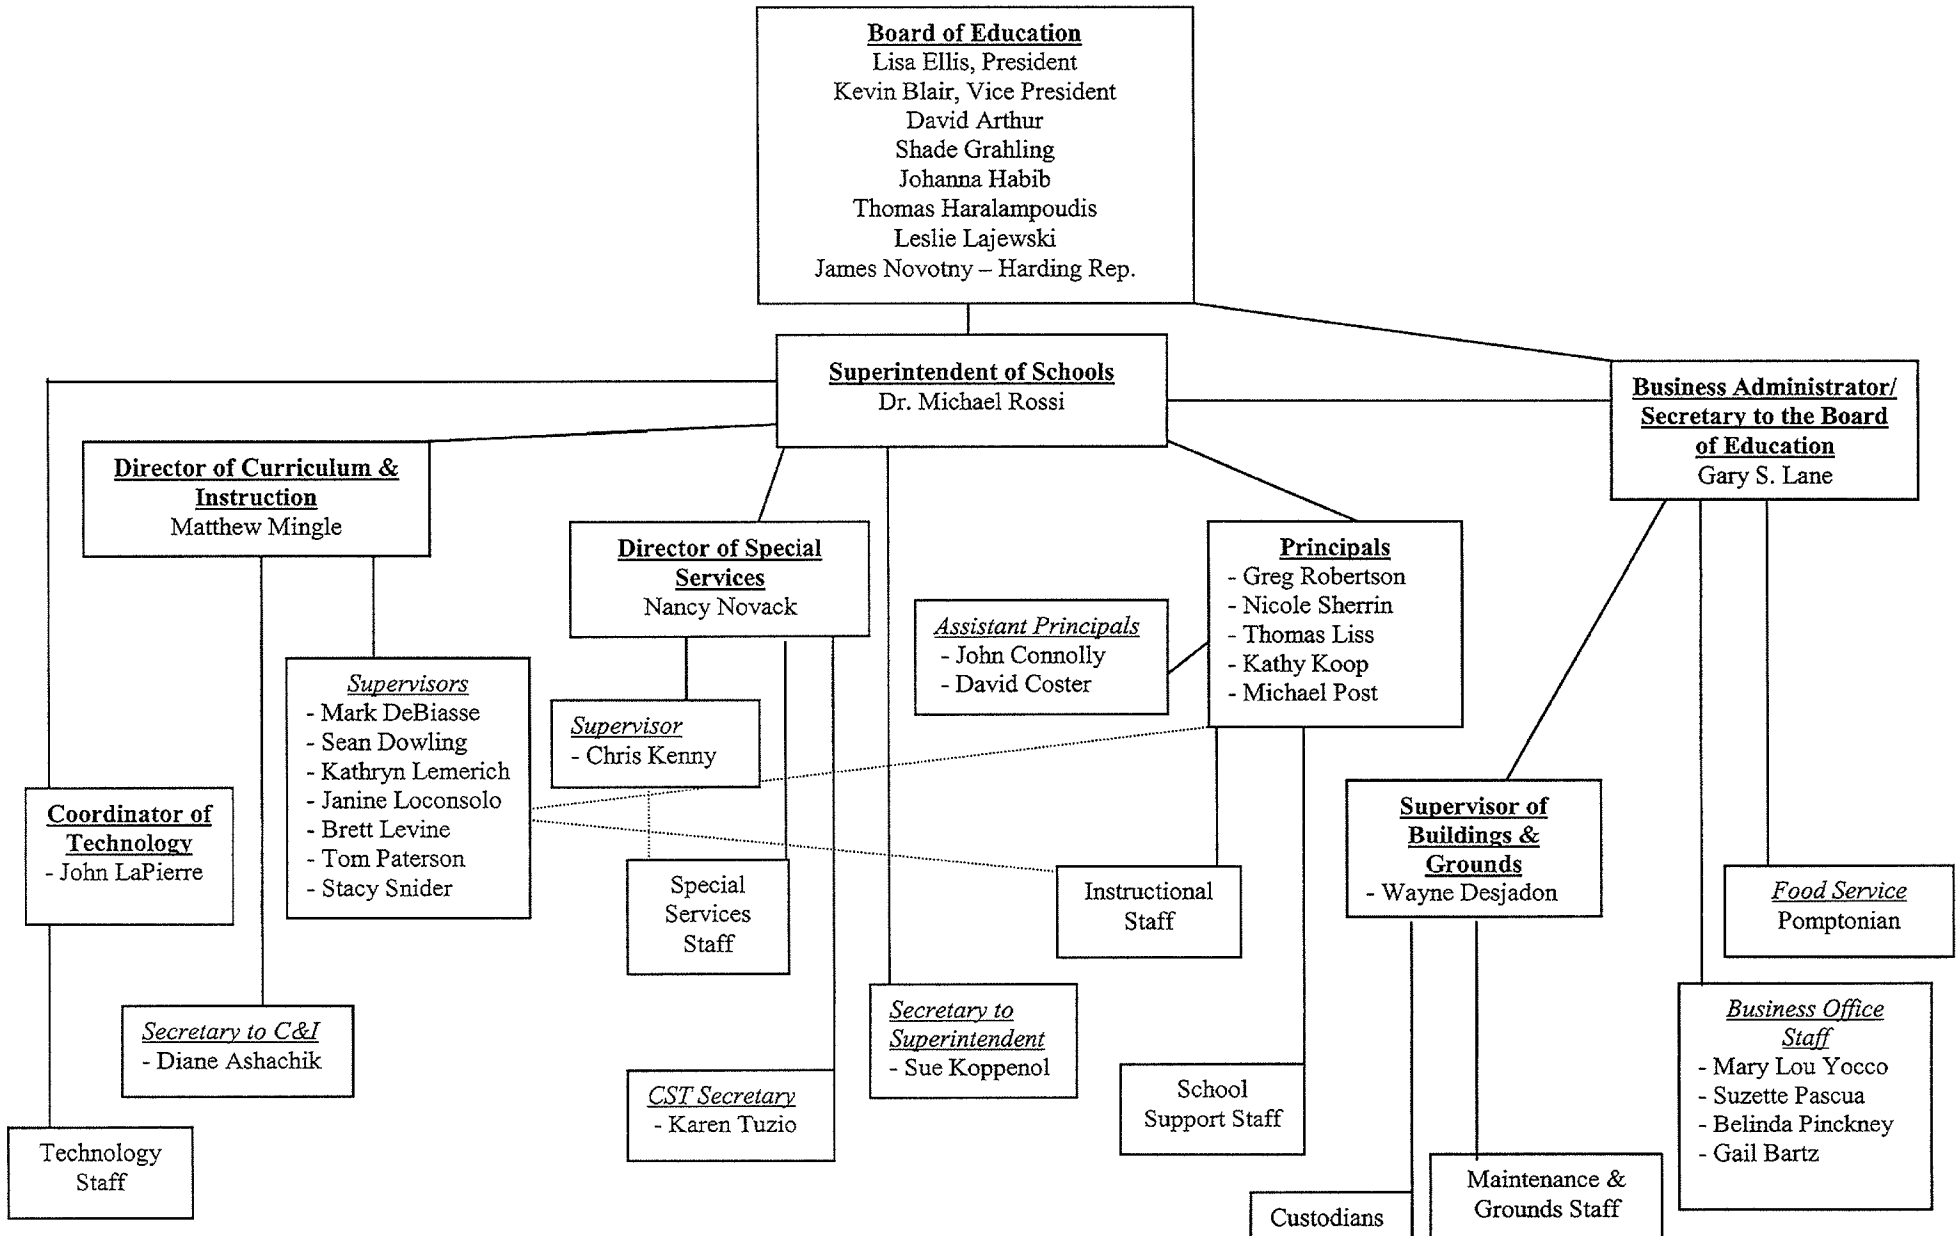 Board of Education
Lisa Ellis, President
Kevin Blair, Vice President
David Arthur
Shade Grahling
Johanna Habib
Thomas Haralampoudis
Leslie Lajewski
James Novotny – Harding Rep.
Superintendent of Schools
Dr. Michael Rossi
Business Administrator/
Secretary to the Board
of Education
Gary S. Lane
Director of Curriculum &
Instruction
Matthew Mingle
Director of Special
Services
Nancy Novack
Principals
- Greg Robertson
- Nicole Sherrin
- Thomas Liss
- Kathy Koop
- Michael Post
Assistant Principals
- John Connolly
- David Coster
Supervisors
- Mark DeBiasse
- Sean Dowling
- Kathryn Lemerich
- Janine Loconsolo
- Brett Levine
- Tom Paterson
- Stacy Snider
Supervisor
- Chris Kenny
Coordinator of
Technology
- John LaPierre
Special
Services
Staff
Instructional
Staff
Supervisor of
Buildings &
Grounds
- Wayne Desjadon
Food Service
Pomptonian
Secretary to C&I
- Diane Ashachik
Secretary to
Superintendent
- Sue Koppenol
Business Office
Staff
- Mary Lou Yocco
- Suzette Pascua
- Belinda Pinckney
- Gail Bartz
CST Secretary
- Karen Tuzio
School
Support Staff
Technology
Staff
Maintenance &
Grounds Staff
Custodians